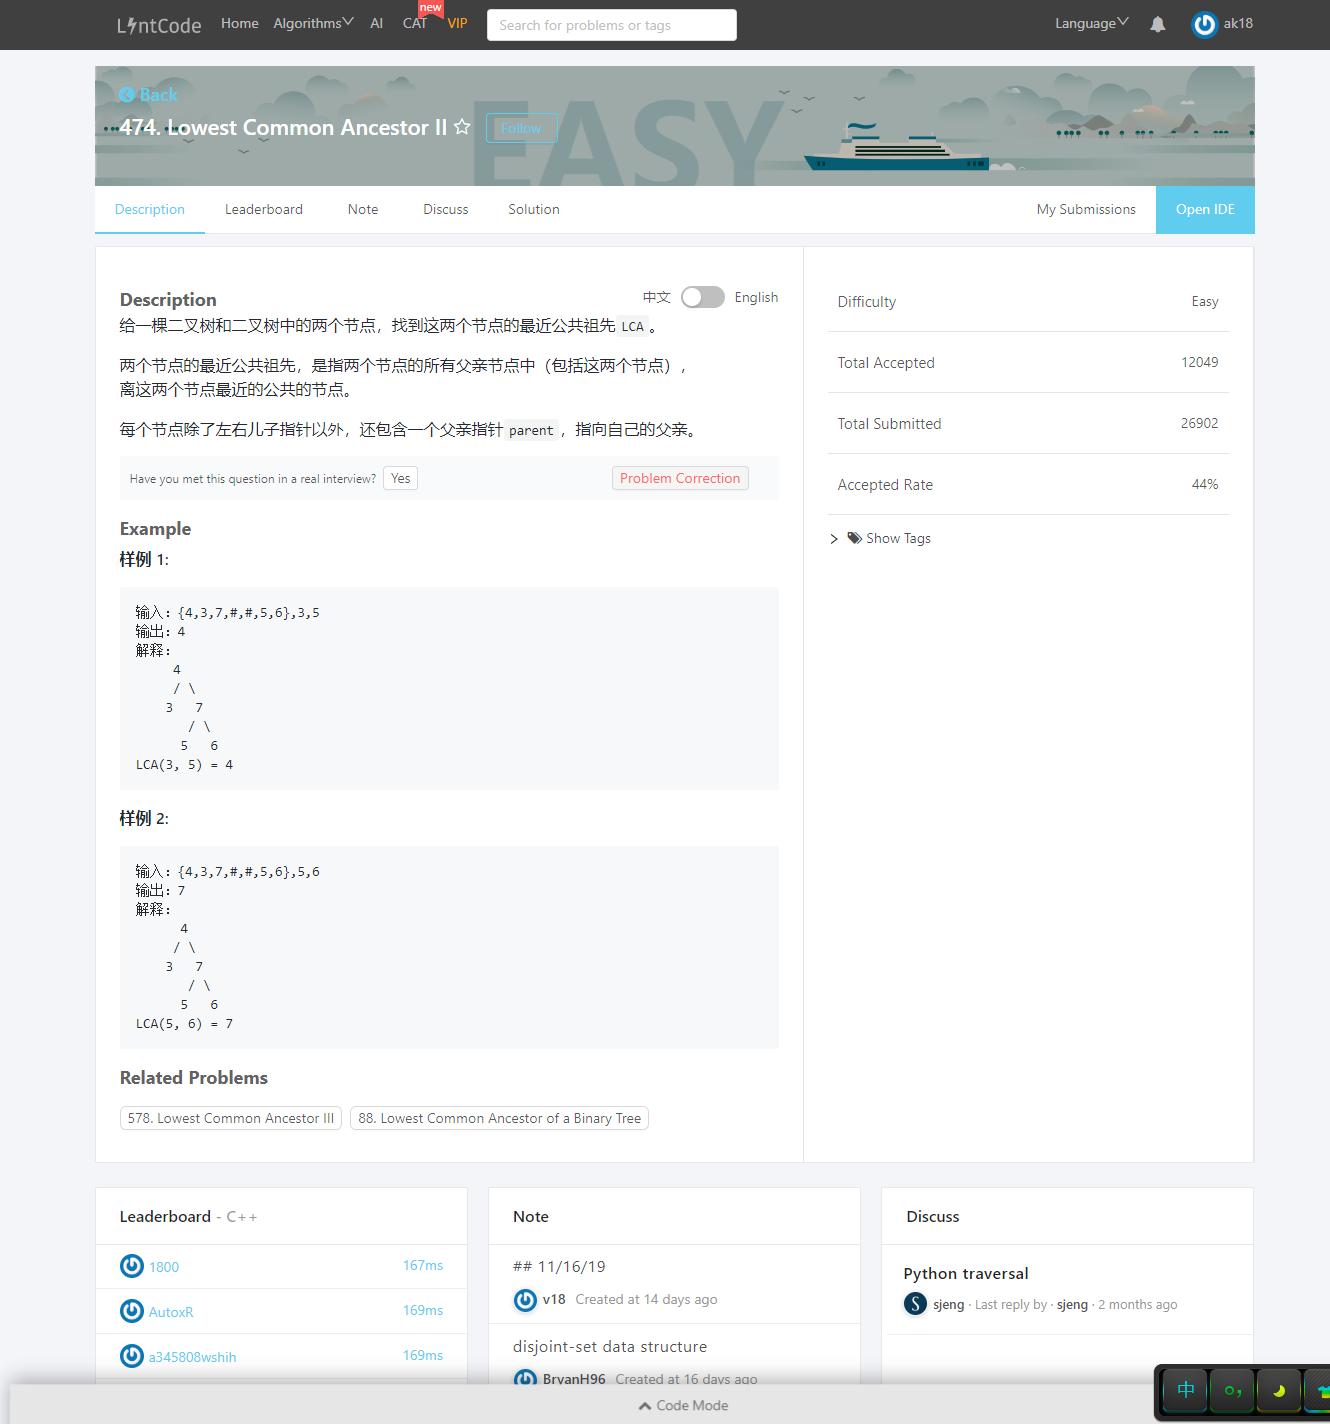 LintCode Home Algorithms AI CAT new VIP Search for problems or tags Language ak18
Back
EASY
474. Lowest Common Ancestor II Follow
Description Leaderboard Note Discuss Solution My Submissions Open IDE
Description 中文 English
给一棵二叉树和二叉树中的两个节点，找到这两个节点的最近公共祖先 LCA 。
两个节点的最近公共祖先，是指两个节点的所有父亲节点中（包括这两个节点），
离这两个节点最近的公共的节点。
每个节点除了左右儿子指针以外，还包含一个父亲指针 parent ，指向自己的父亲。
Have you met this question in a real interview? Yes Problem Correction
Example
样例 1:
输入：{4,3,7,#,#,5,6},3,5
输出：4
解释：
4
/ \
3 7
/ \
5 6
LCA(3, 5) = 4
样例 2:
输入：{4,3,7,#,#,5,6},5,6
输出：7
解释：
4
/ \
3 7
/ \
5 6
LCA(5, 6) = 7
Related Problems
578. Lowest Common Ancestor III 88. Lowest Common Ancestor of a Binary Tree
Difficulty Easy
Total Accepted 12049
Total Submitted 26902
Accepted Rate 44%
Show Tags
Leaderboard - C++
1800 167ms
AutoxR 169ms
a345808wshih 169ms
Note
## 11/16/19
v18 Created at 14 days ago
disjoint-set data structure
BryanH96 Created at 16 days ago
Discuss
Python traversal
S sjeng · Last reply by · sjeng · 2 months ago
Code Mode
中